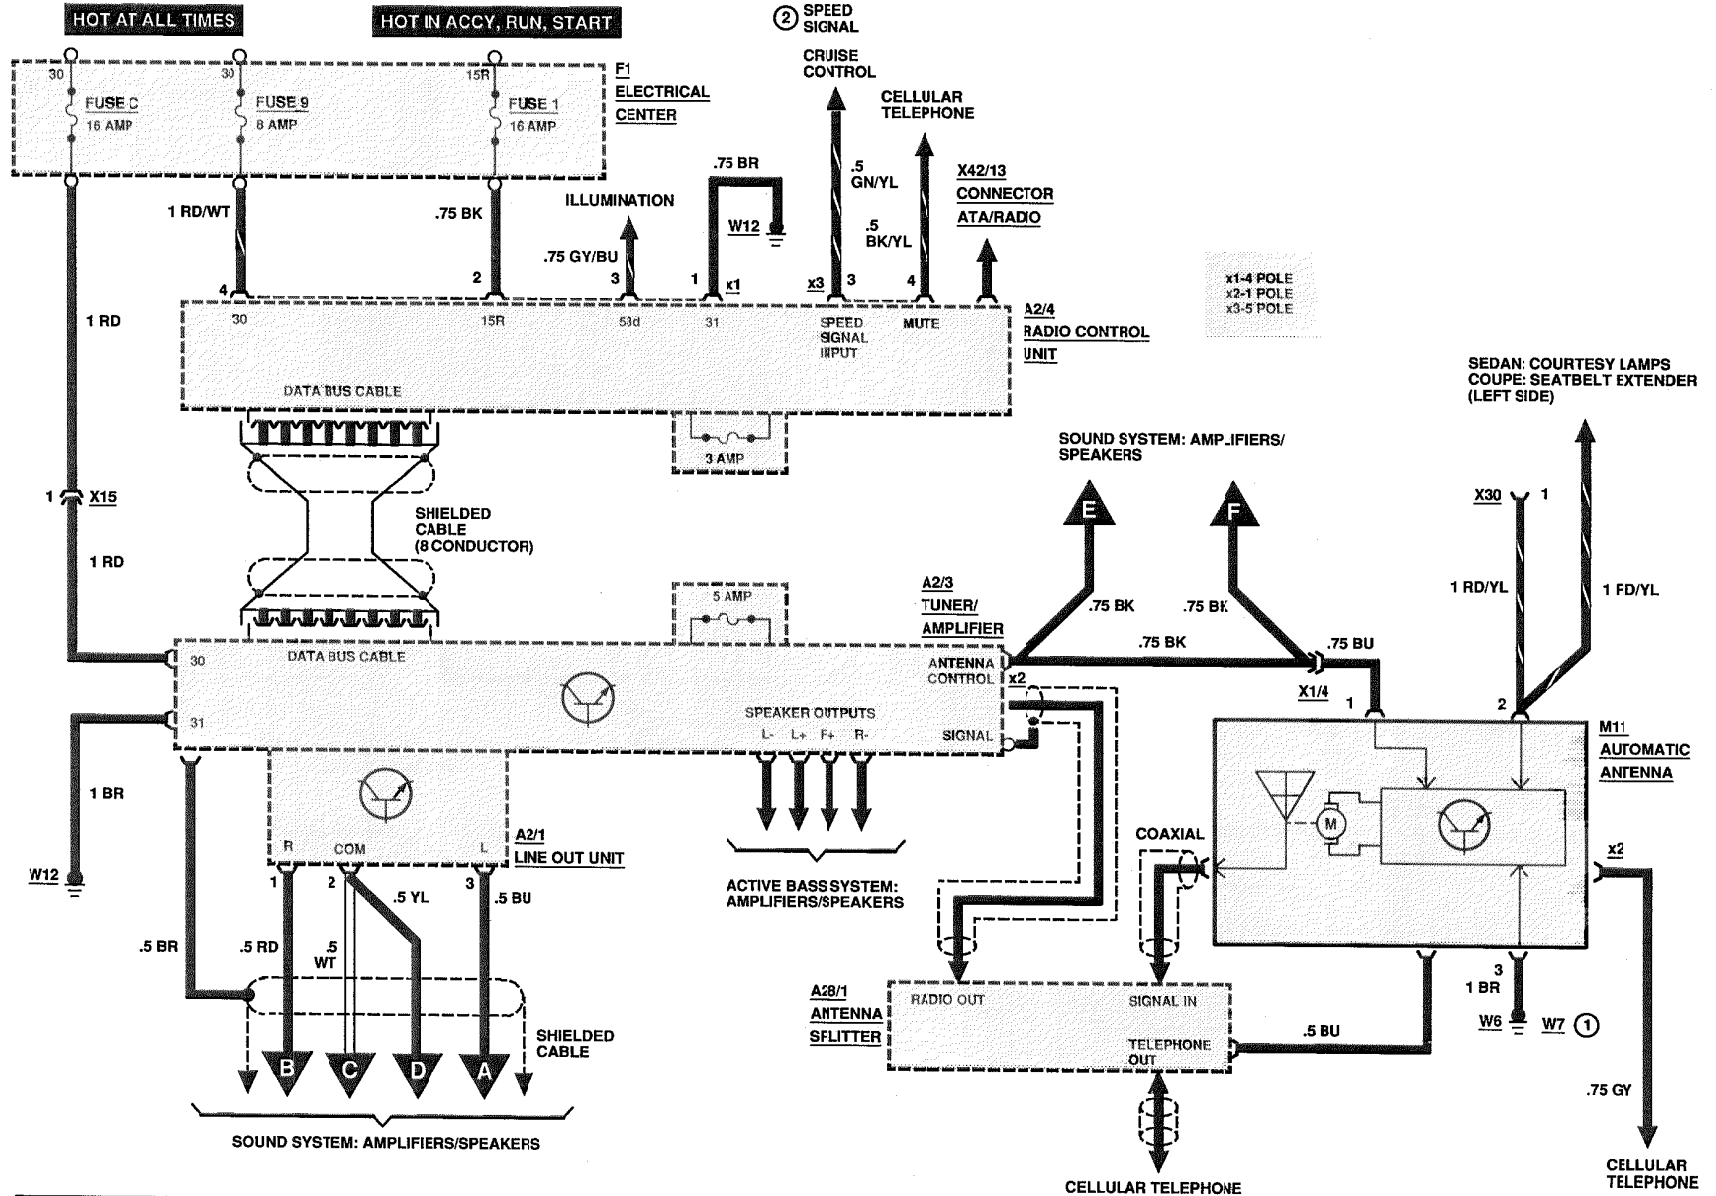 HOT AT ALL TIMES
HOT IN ACCY, RUN, START
2
SPEED
SIGNAL
CRUISE
CONTROL
CELLULAR
TELEPHONE
30
30
15R
F1
ELECTRICAL
CENTER
FUSE C
16 AMP
FUSE 9
8 AMP
FUSE 1
16 AMP
1 RD/WT
.75 BK
ILLUMINATION
.75 GY/BU
.75 BR
W12
.5
GN/YL
.5
BK/YL
X42/13
CONNECTOR
ATA/RADIO
4
2
3
1
x1
x3
3
4
30
15R
58d
31
SPEED
SIGNAL
INPUT
MUTE
A2/4
RADIO CONTROL
UNIT
x1-4 POLE
x2-1 POLE
x3-5 POLE
1 RD
DATA BUS CABLE
3 AMP
SEDAN: COURTESY LAMPS
COUPE: SEATBELT EXTENDER
(LEFT SIDE)
SOUND SYSTEM: AMPLIFIERS/
SPEAKERS
E
F
1
X15
X30
1
SHIELDED
CABLE
(8 CONDUCTOR)
1 RD
5 AMP
A2/3
TUNER/
AMPLIFIER
.75 BK
.75 BK
.75 BK
.75 BU
1 RD/YL
1 RD/YL
30
DATA BUS CABLE
ANTENNA
CONTROL
x2
X1/4
1
2
31
SPEAKER OUTPUTS
L-
L+
R+
R-
SIGNAL
M11
AUTOMATIC
ANTENNA
1 BR
M
COAXIAL
x2
R
COM
L
A2/1
LINE OUT UNIT
W12
1
2
3
.5 YL
.5 BU
ACTIVE BASS SYSTEM:
AMPLIFIERS/SPEAKERS
.5 BR
.5 RD
.5
WT
3
1 BR
W6
W7
1
A28/1
ANTENNA
SPLITTER
RADIO OUT
SIGNAL IN
TELEPHONE
OUT
.5 BU
SHIELDED
CABLE
B
C
D
A
.75 GY
SOUND SYSTEM: AMPLIFIERS/SPEAKERS
CELLULAR TELEPHONE
CELLULAR
TELEPHONE